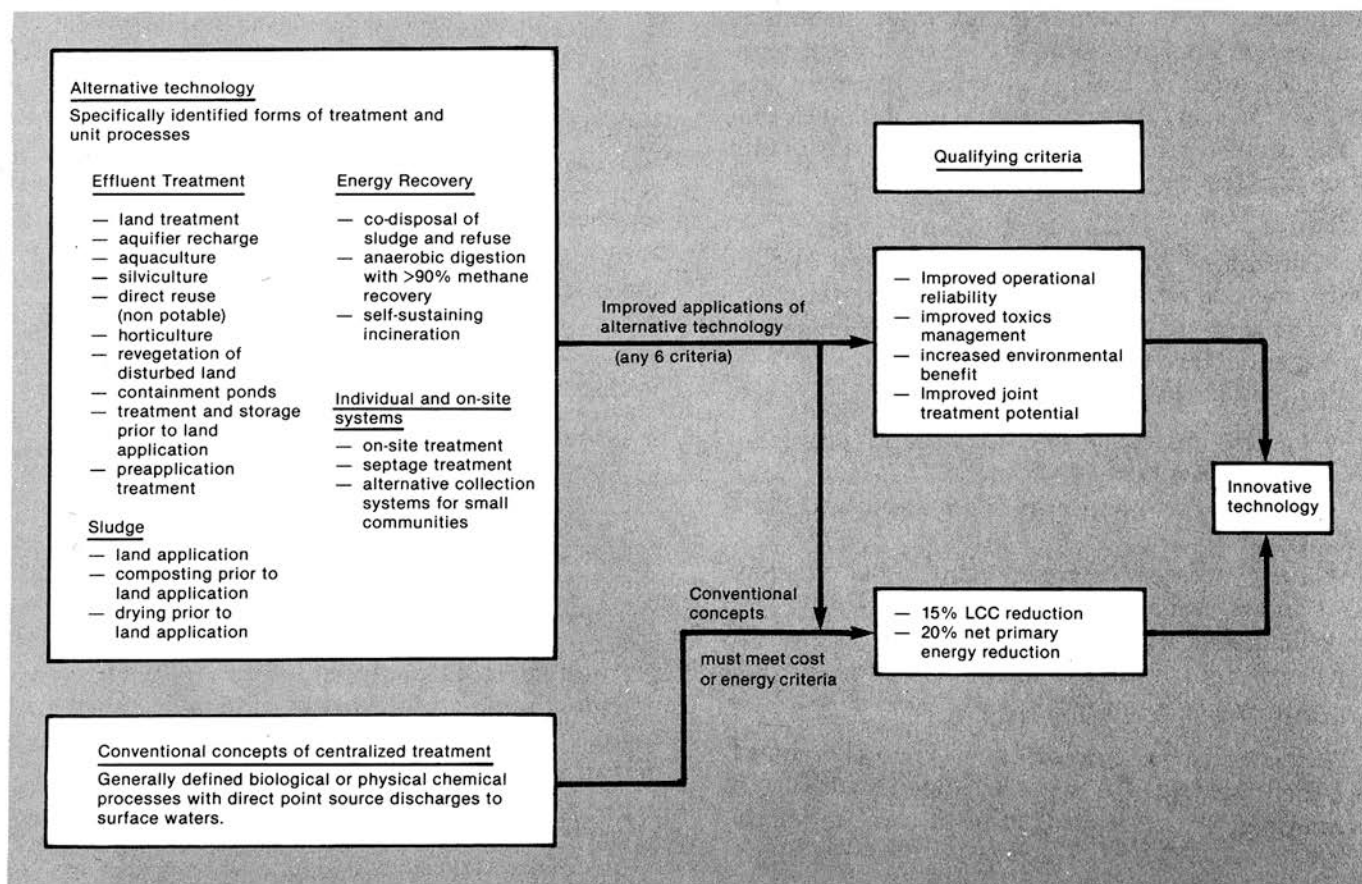 Alternative technology
Specifically identified forms of treatment and
unit processes
Effluent Treatment
— land treatment
— aquifier recharge
— aquaculture
— silviculture
— direct reuse
(non potable)
— horticulture
— revegetation of
disturbed land
— containment ponds
— treatment and storage
prior to land
application
— preapplication
treatment
Sludge
— land application
— composting prior to
land application
— drying prior to
land application
Energy Recovery
— co-disposal of
sludge and refuse
— anaerobic digestion
with >90% methane
recovery
— self-sustaining
incineration
Individual and on-site
systems
— on-site treatment
— septage treatment
— alternative collection
systems for small
communities
Conventional concepts of centralized treatment
Generally defined biological or physical chemical
processes with direct point source discharges to
surface waters.
Improved applications of
alternative technology
(any 6 criteria)
Conventional
concepts
must meet cost
or energy criteria
Qualifying criteria
— Improved operational
reliability
— improved toxics
management
— increased environmental
benefit
— Improved joint
treatment potential
— 15% LCC reduction
— 20% net primary
energy reduction
Innovative
technology